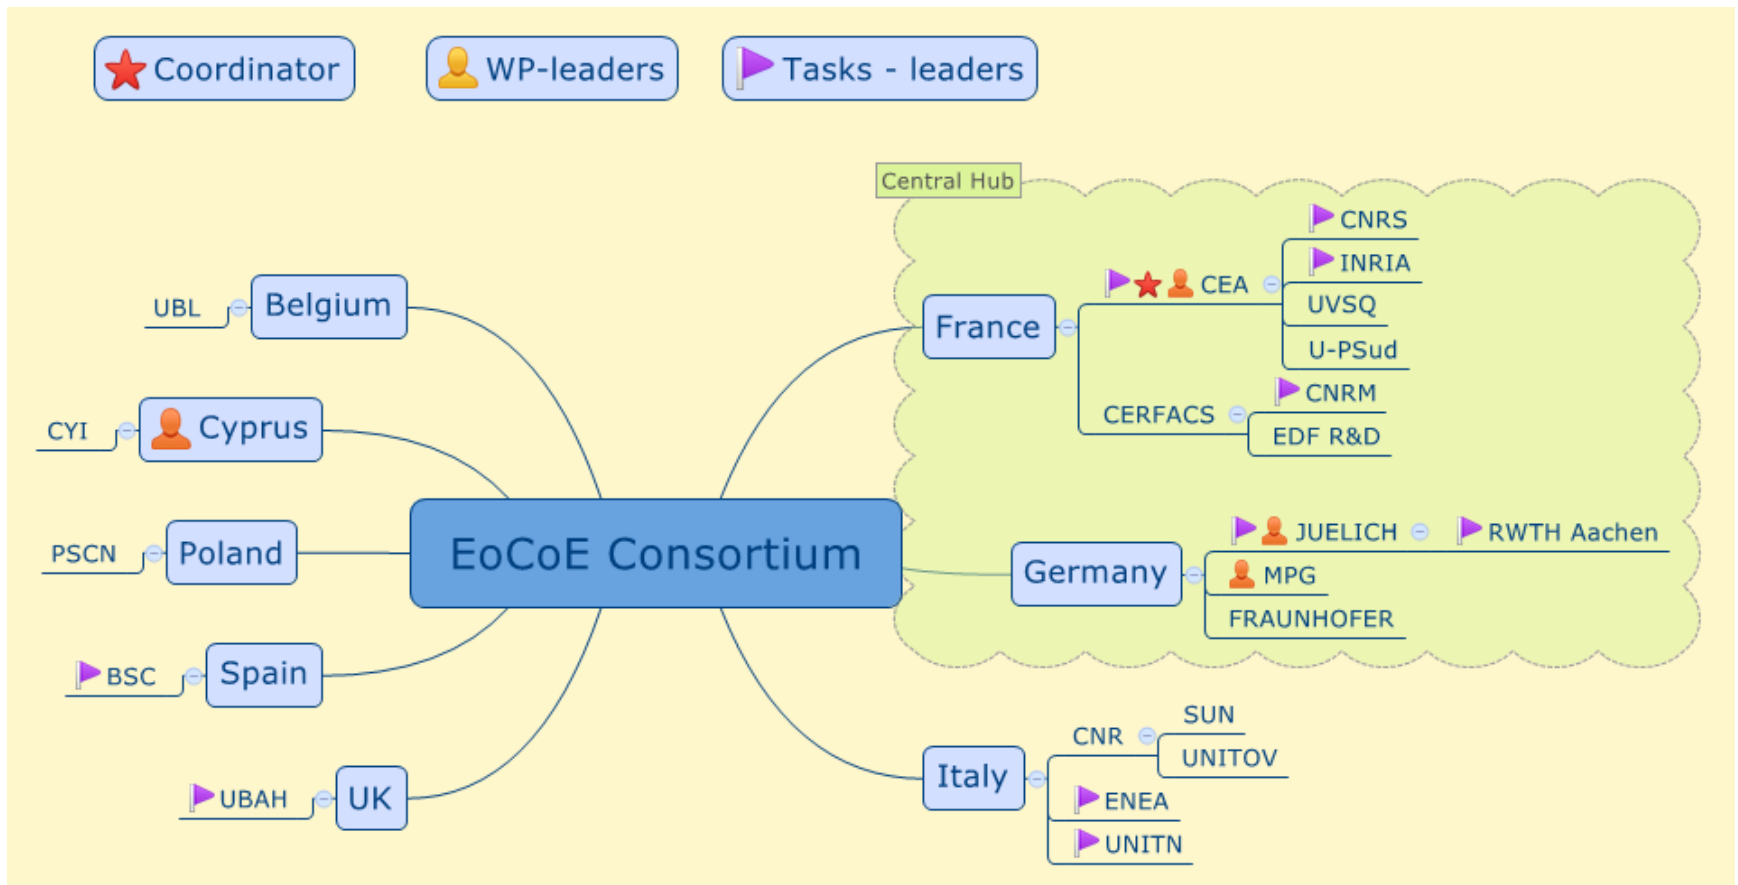 Coordinator
WP-leaders
Tasks - leaders
Central Hub
EoCoE Consortium
Belgium
UBL
Cyprus
CYI
Poland
PSCN
Spain
BSC
UK
UBAH
France
CEA
CNRS
INRIA
UVSQ
U-PSud
CERFACS
CNRM
EDF R&D
Germany
JUELICH
RWTH Aachen
MPG
FRAUNHOFER
Italy
CNR
SUN
UNITOV
ENEA
UNITN